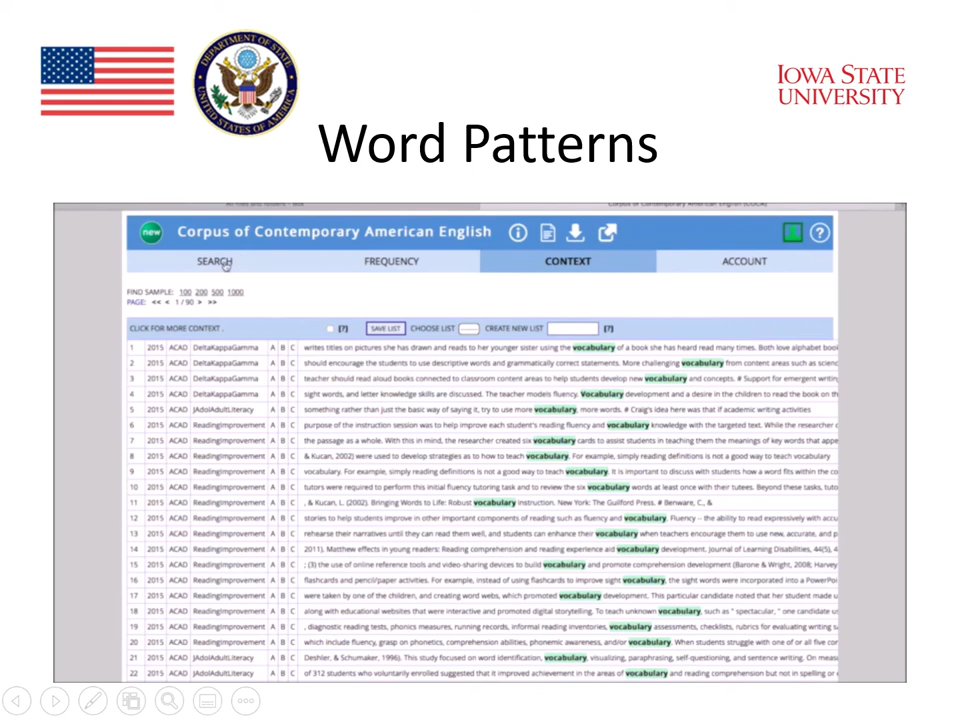 DEPARTMENT OF STATE
UNITED STATES OF AMERICA
IOWA STATE
UNIVERSITY
Word Patterns
Corpus of Contemporary American English (COCA)
new Corpus of Contemporary American English
SEARCH FREQUENCY CONTEXT ACCOUNT
FIND SAMPLE: 100 200 500 1000
PAGE: << < 1 / 90 > >>
CLICK FOR MORE CONTEXT . [?] SAVE LIST CHOOSE LIST ------ CREATE NEW LIST [?]
1 2015 ACAD DeltaKappaGamma A B C writes titles on pictures she has drawn and reads to her younger sister using the vocabulary of a book she has heard read many times. Both love alphabet boo
2 2015 ACAD DeltaKappaGamma A B C should encourage the students to use descriptive words and grammatically correct statements. More challenging vocabulary from content areas such as scienc
3 2015 ACAD DeltaKappaGamma A B C teacher should read aloud books connected to classroom content areas to help students develop new vocabulary and concepts. # Support for emergent writin
4 2015 ACAD DeltaKappaGamma A B C sight words, and letter knowledge skills are discussed. The teacher models fluency. Vocabulary development and a desire in the children to read the book on th
5 2015 ACAD JAdolAdultLiteracy A B C something rather than just the basic way of saying it, try to use more vocabulary, more words. # Craig's idea here was that if academic writing activities
6 2015 ACAD ReadingImprovement A B C purpose of the instruction session was to help improve each student's reading fluency and vocabulary knowledge with the targeted text. While the researcher c
7 2015 ACAD ReadingImprovement A B C the passage as a whole. With this in mind, the researcher created six vocabulary cards to assist students in teaching them the meanings of key words that appe
8 2015 ACAD ReadingImprovement A B C & Kucan, 2002) were used to develop strategies as to how to teach vocabulary. For example, simply reading definitions is not a good way to teach vocabulary
9 2015 ACAD ReadingImprovement A B C vocabulary. For example, simply reading definitions is not a good way to teach vocabulary. It is important to discuss with students how a word fits within the co
10 2015 ACAD ReadingImprovement A B C tutors were required to perform this initial fluency tutoring task and to review the six vocabulary words at least once with their tutees. Beyond these tasks, tuto
11 2015 ACAD ReadingImprovement A B C , & Kucan, L. (2002). Bringing Words to Life: Robust vocabulary instruction. New York: The Guilford Press. # Benware, C., &
12 2015 ACAD ReadingImprovement A B C stories to help students improve in other important components of reading such as fluency and vocabulary. Fluency -- the ability to read expressively with accu
13 2015 ACAD ReadingImprovement A B C rehearse their narratives until they can read them well, and students can enhance their vocabulary when teachers encourage them to use new, accurate, and p
14 2015 ACAD ReadingImprovement A B C 2011). Matthew effects in young readers: Reading comprehension and reading experience aid vocabulary development. Journal of Learning Disabilities, 44(5), 4
15 2015 ACAD ReadingImprovement A B C ; (3) the use of online reference tools and video-sharing devices to build vocabulary and promote comprehension development (Barone & Wright, 2008; Harvey
16 2015 ACAD ReadingImprovement A B C flashcards and pencil/paper activities. For example, instead of using flashcards to improve sight vocabulary, the sight words were incorporated into a PowerPoi
17 2015 ACAD ReadingImprovement A B C were taken by one of the children, and creating word webs, which promoted vocabulary development. This particular candidate noted that her student made u
18 2015 ACAD ReadingImprovement A B C along with educational websites that were interactive and promoted digital storytelling. To teach unknown vocabulary, such as " spectacular, " one candidate us
19 2015 ACAD ReadingImprovement A B C , diagnostic reading tests, phonics measures, running records, informal reading inventories, vocabulary assessments, checklists, rubrics for evaluating writing s
20 2015 ACAD ReadingImprovement A B C which include fluency, grasp on phonetics, comprehension abilities, phonemic awareness, and/or vocabulary. When students struggle with one of or all five cor
21 2015 ACAD JAdolAdultLiteracy A B C Deshler, & Schumaker, 1996). This study focused on word identification, vocabulary, visualizing, paraphrasing, self-questioning, and sentence writing. On meas
22 2015 ACAD JAdolAdultLiteracy A B C of 312 students who voluntarily enrolled suggested that it improved achievement in the areas of vocabulary and reading comprehension but not in spelling or